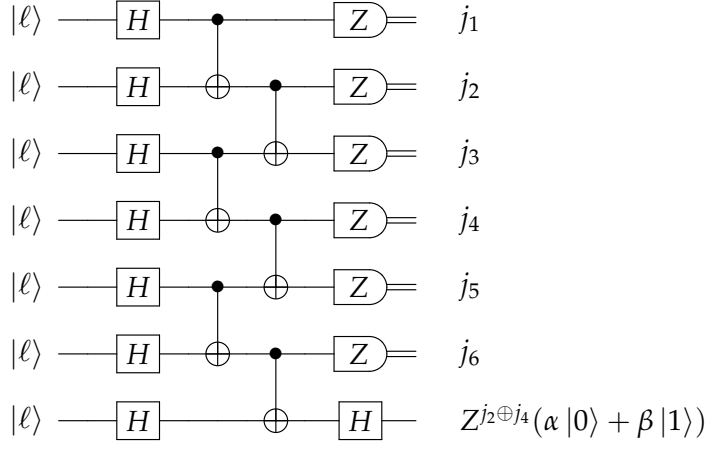 |ℓ⟩ H Z j₁
|ℓ⟩ H Z j₂
|ℓ⟩ H Z j₃
|ℓ⟩ H Z j₄
|ℓ⟩ H Z j₅
|ℓ⟩ H Z j₆
|ℓ⟩ H H Z^{j₂⊕j₄}(α|0⟩ + β|1⟩)